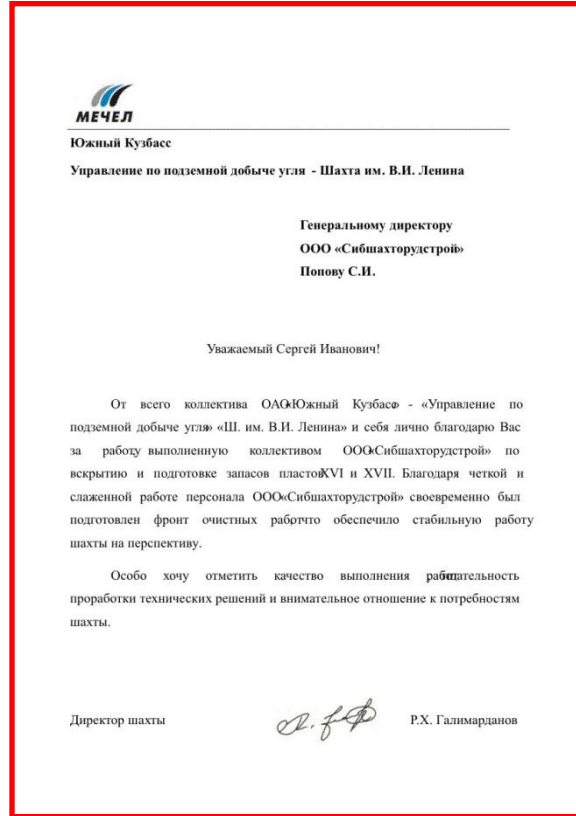 МЕЧЕЛ
Южный Кузбасс
Управление по подземной добыче угля - Шахта им. В.И. Ленина
Генеральному директору
ООО «Сибшахторудстрой»
Попову С.И.
Уважаемый Сергей Иванович!
От всего коллектива ОАО«Южный Кузбасс» - «Управление по
подземной добыче угля» «Ш. им. В.И. Ленина» и себя лично благодарю Вас
за работу, выполненную коллективом ООО«Сибшахторудстрой» по
вскрытию и подготовке запасов пластов XVI и XVII. Благодаря четкой и
слаженной работе персонала ООО«Сибшахторудстрой» своевременно был
подготовлен фронт очистных работ, что обеспечило стабильную работу
шахты на перспективу.
Особо хочу отметить качество выполнения работ, тщательность
проработки технических решений и внимательное отношение к потребностям
шахты.
Директор шахты Р.Х. Галимарданов